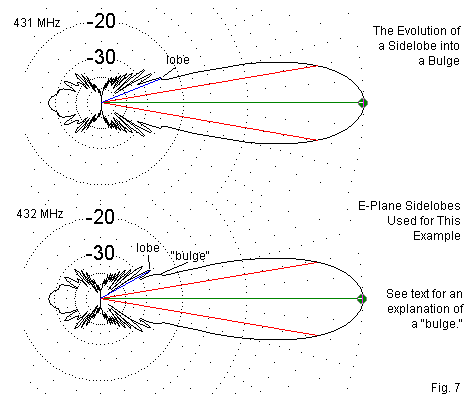 431 MHz
-20
-30
lobe
The Evolution of
a Sidelobe into
a Bulge
432 MHz
-20
-30
lobe
"bulge"
E-Plane Sidelobes
Used for This
Example
See text for an
explanation of
a "bulge."
Fig. 7